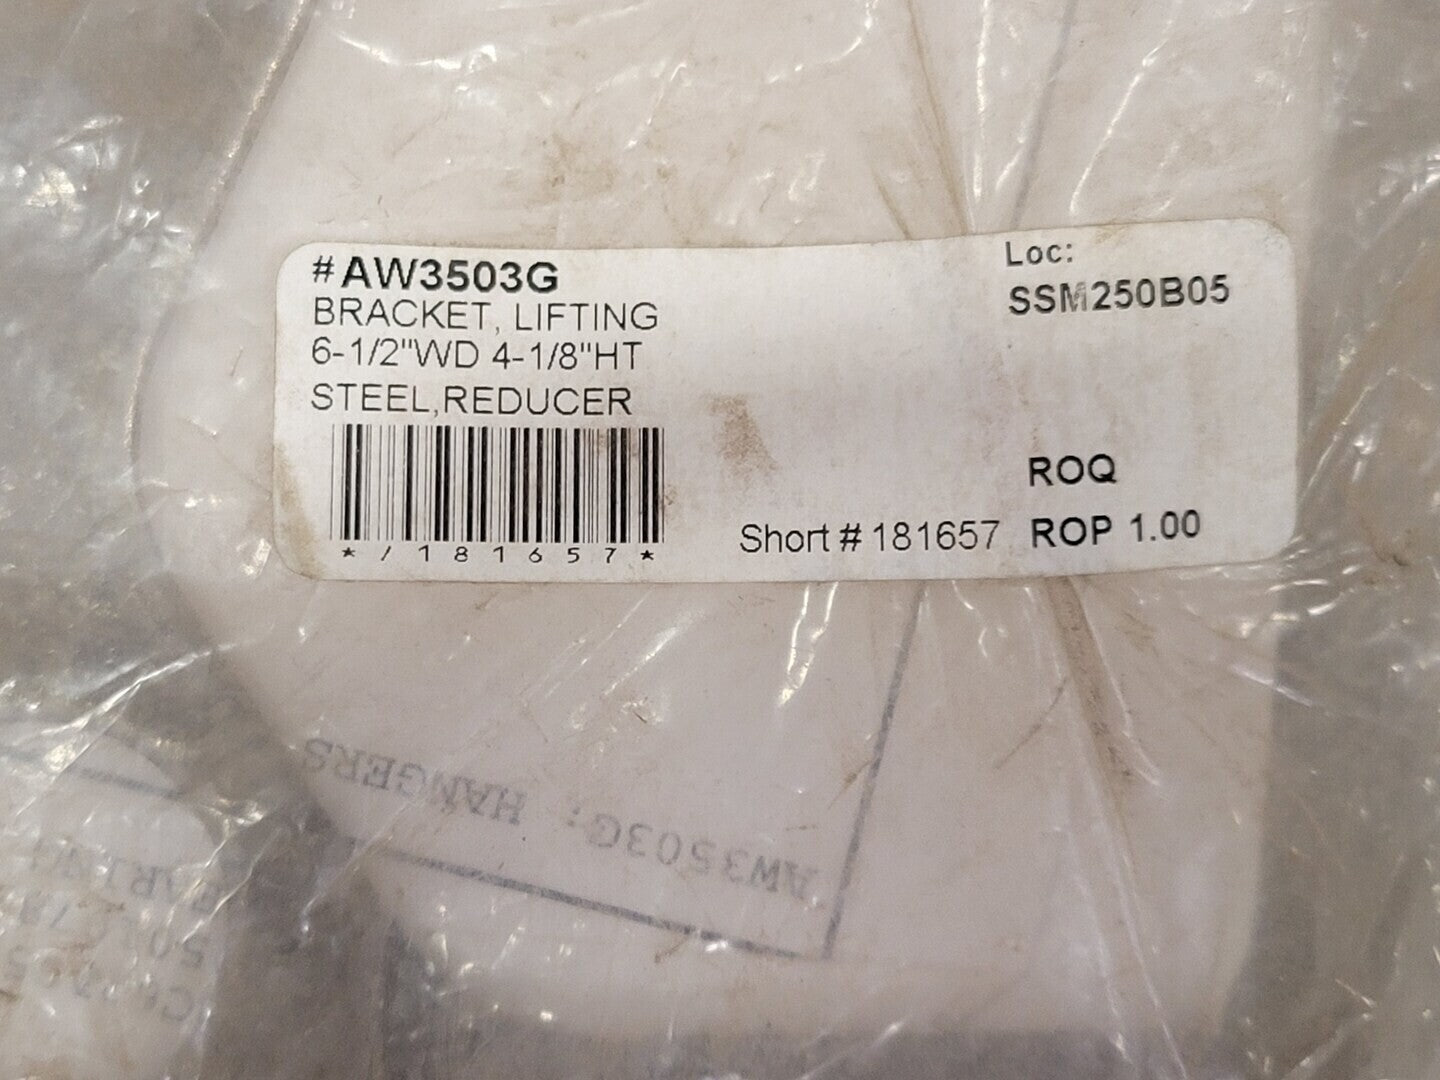 #AW3503G
BRACKET, LIFTING
6-1/2"WD 4-1/8"HT
STEEL,REDUCER
*/181657*
Loc:
SSM250B05
ROQ
Short # 181657 ROP 1.00
AW3503G: HANGERS